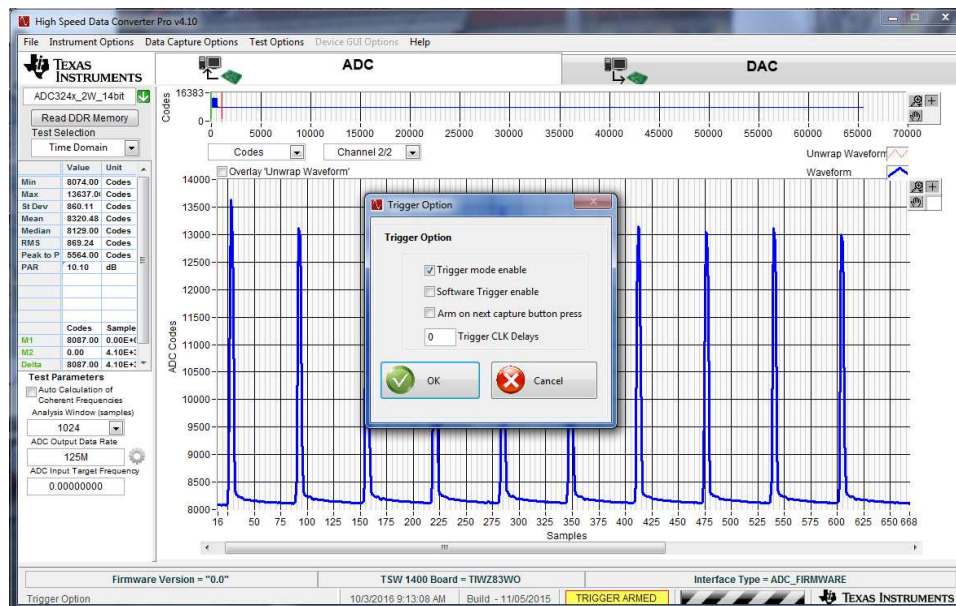 High Speed Data Converter Pro v4.10
File Instrument Options Data Capture Options Test Options Device GUI Options Help
TEXAS INSTRUMENTS
ADC
DAC
ADC324x_2W_14bit
Read DDR Memory
Test Selection
Time Domain
Codes
16383
0
0 5000 10000 15000 20000 25000 30000 35000 40000 45000 50000 55000 60000 65000 70000
Codes
Channel 2/2
Unwrap Waveform
Overlay 'Unwrap Waveform'
Waveform
Value Unit
Min 8074.00 Codes
Max 13637.0 Codes
St Dev 860.11 Codes
Mean 8320.48 Codes
Median 8129.00 Codes
RMS 869.24 Codes
Peak to P 5564.00 Codes
PAR 10.10 dB
Codes Sample
M1 8087.00 0.00E+
M2 0.00 4.10E+
Delta 8087.00 4.10E+
Test Parameters
Auto Calculation of
Coherent Frequencies
Analysis Window (samples)
1024
ADC Output Data Rate
125M
ADC Input Target Frequency
0.00000000
ADC Codes
14000
13500
13000
12500
12000
11500
11000
10500
10000
9500
9000
8500
8000
16 50 75 100 125 150 175 200 225 250 275 300 325 350 375 400 425 450 475 500 525 550 575 600 625 650 668
Samples
Trigger Option
Trigger Option
Trigger mode enable
Software Trigger enable
Arm on next capture button press
0 Trigger CLK Delays
OK
Cancel
Firmware Version = "0.0"
TSW 1400 Board = TIWZ83WO
Interface Type = ADC_FIRMWARE
Trigger Option
10/3/2016 9:13:08 AM
Build - 11/05/2015
TRIGGER ARMED
TEXAS INSTRUMENTS